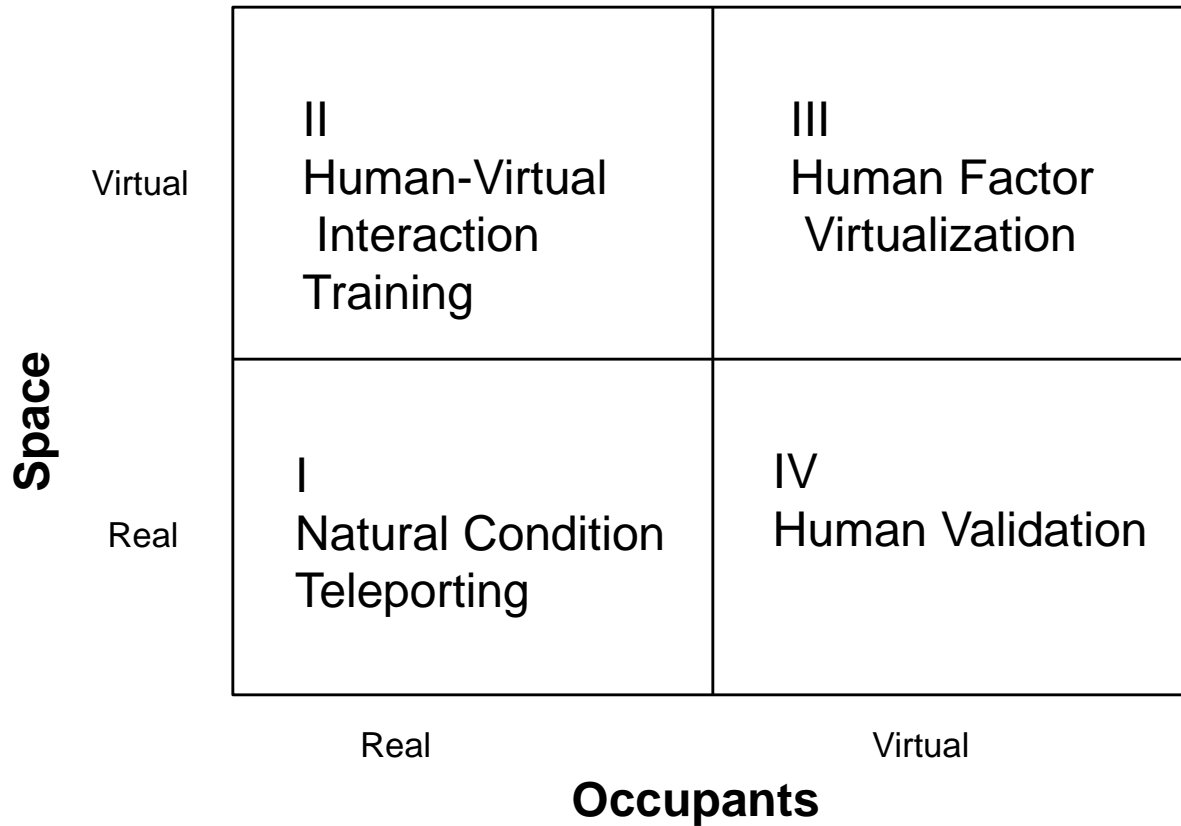 II
Human-Virtual
Interaction
Training
III
Human Factor
Virtualization
Virtual
Space
I
Natural Condition
Teleporting
IV
Human Validation
Real
Real
Virtual
Occupants